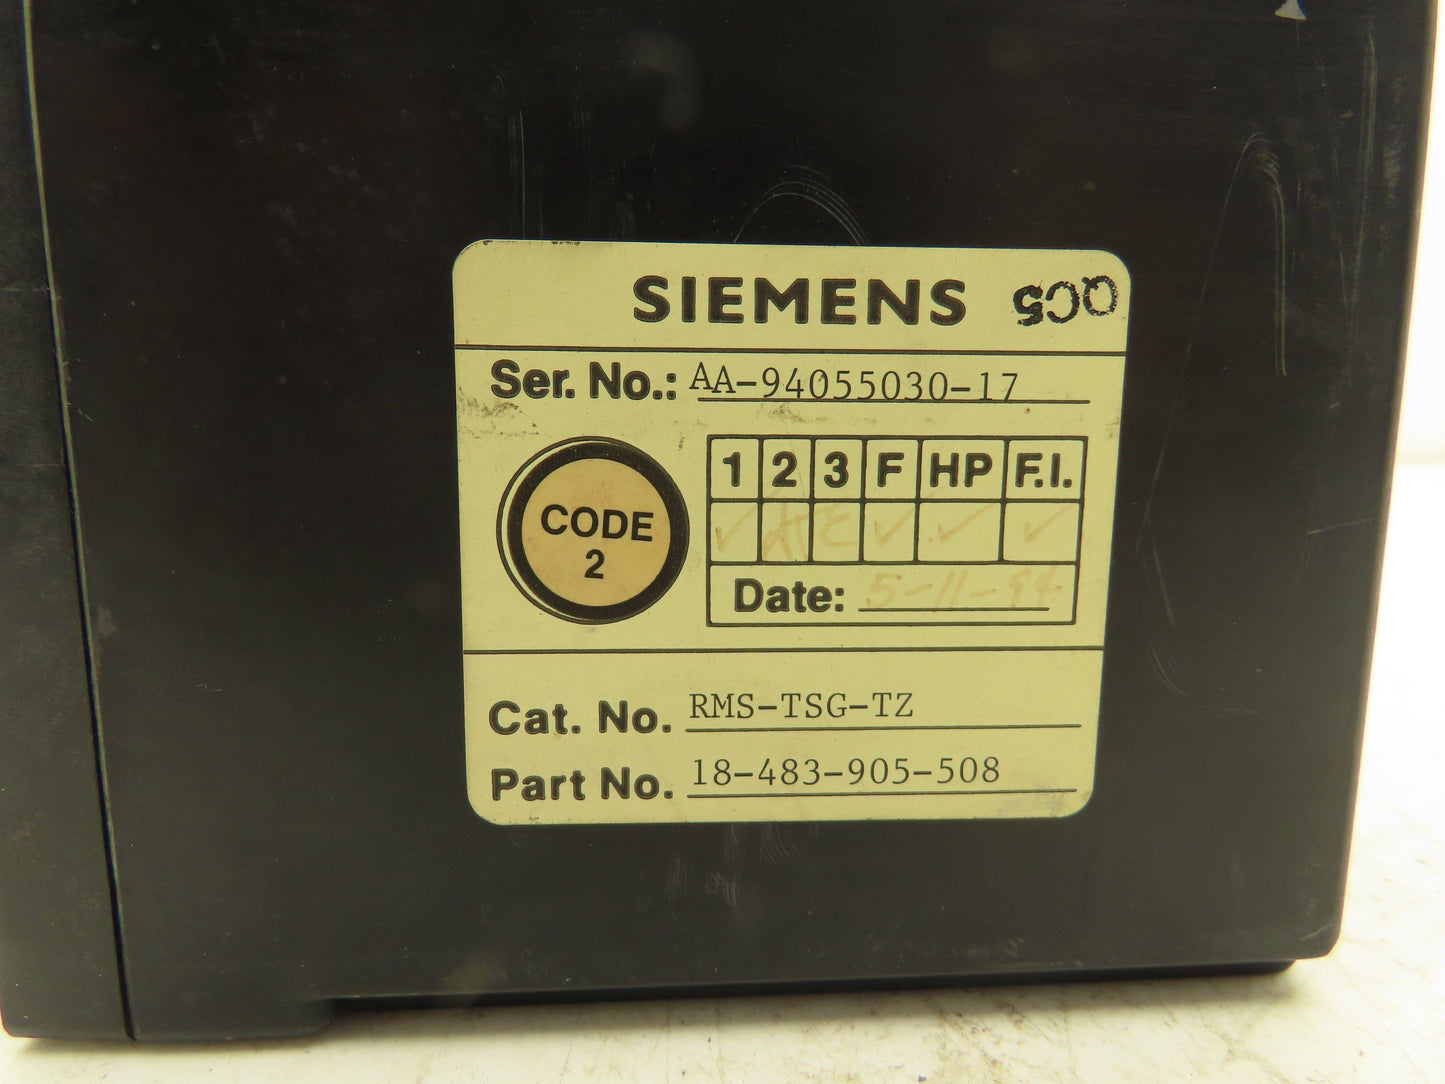 SIEMENS QC5
Ser. No.: AA-94055030-17
CODE
2
1 2 3 F HP F.I.
✓ ✓ ✓ ✓
Date: 5-11-94
Cat. No. RMS-TSG-TZ
Part No. 18-483-905-508